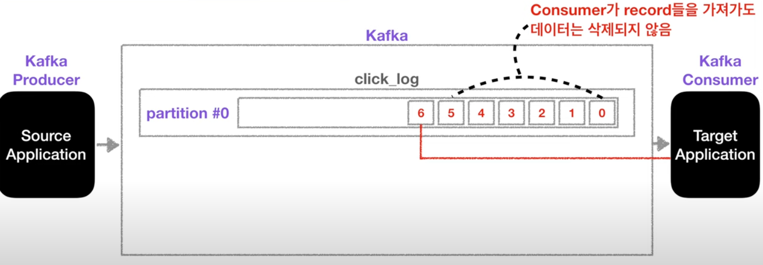 Consumer가 record들을 가져가도
데이터는 삭제되지 않음
Kafka
Kafka
Producer
Kafka
Consumer
click_log
partition #0
6 5 4 3 2 1 0
Source
Application
Target
Application